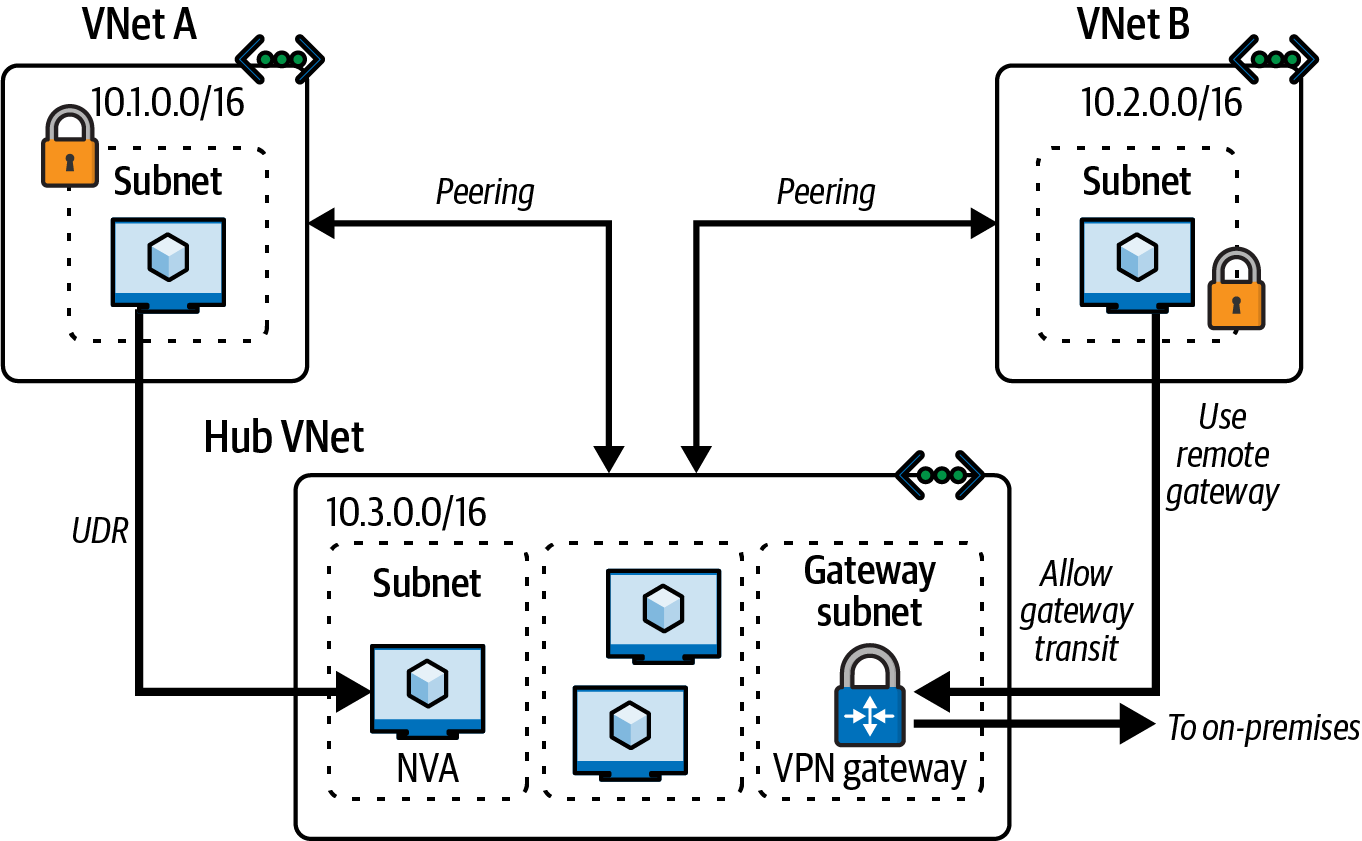 VNet A
VNet B
10.1.0.0/16
10.2.0.0/16
Subnet
Peering
Peering
Subnet
Use
remote
gateway
Hub VNet
10.3.0.0/16
UDR
Subnet
Gateway
subnet
Allow
gateway
transit
NVA
VPN gateway
To on-premises